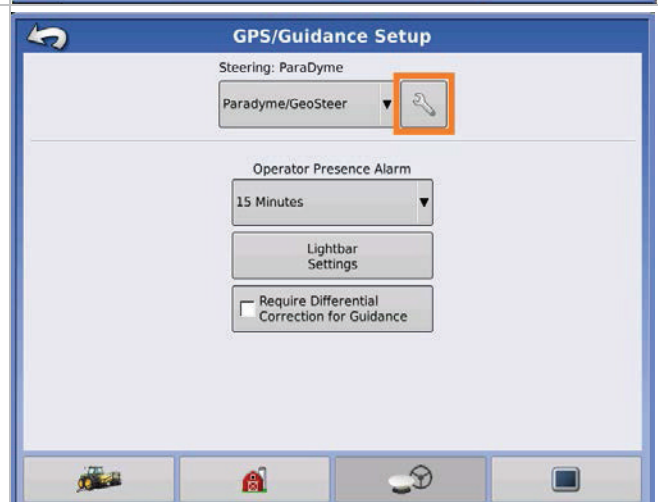 GPS/Guidance Setup
Steering: ParaDyme
Paradyme/GeoSteer
Operator Presence Alarm
15 Minutes
Lightbar
Settings
Require Differential
Correction for Guidance